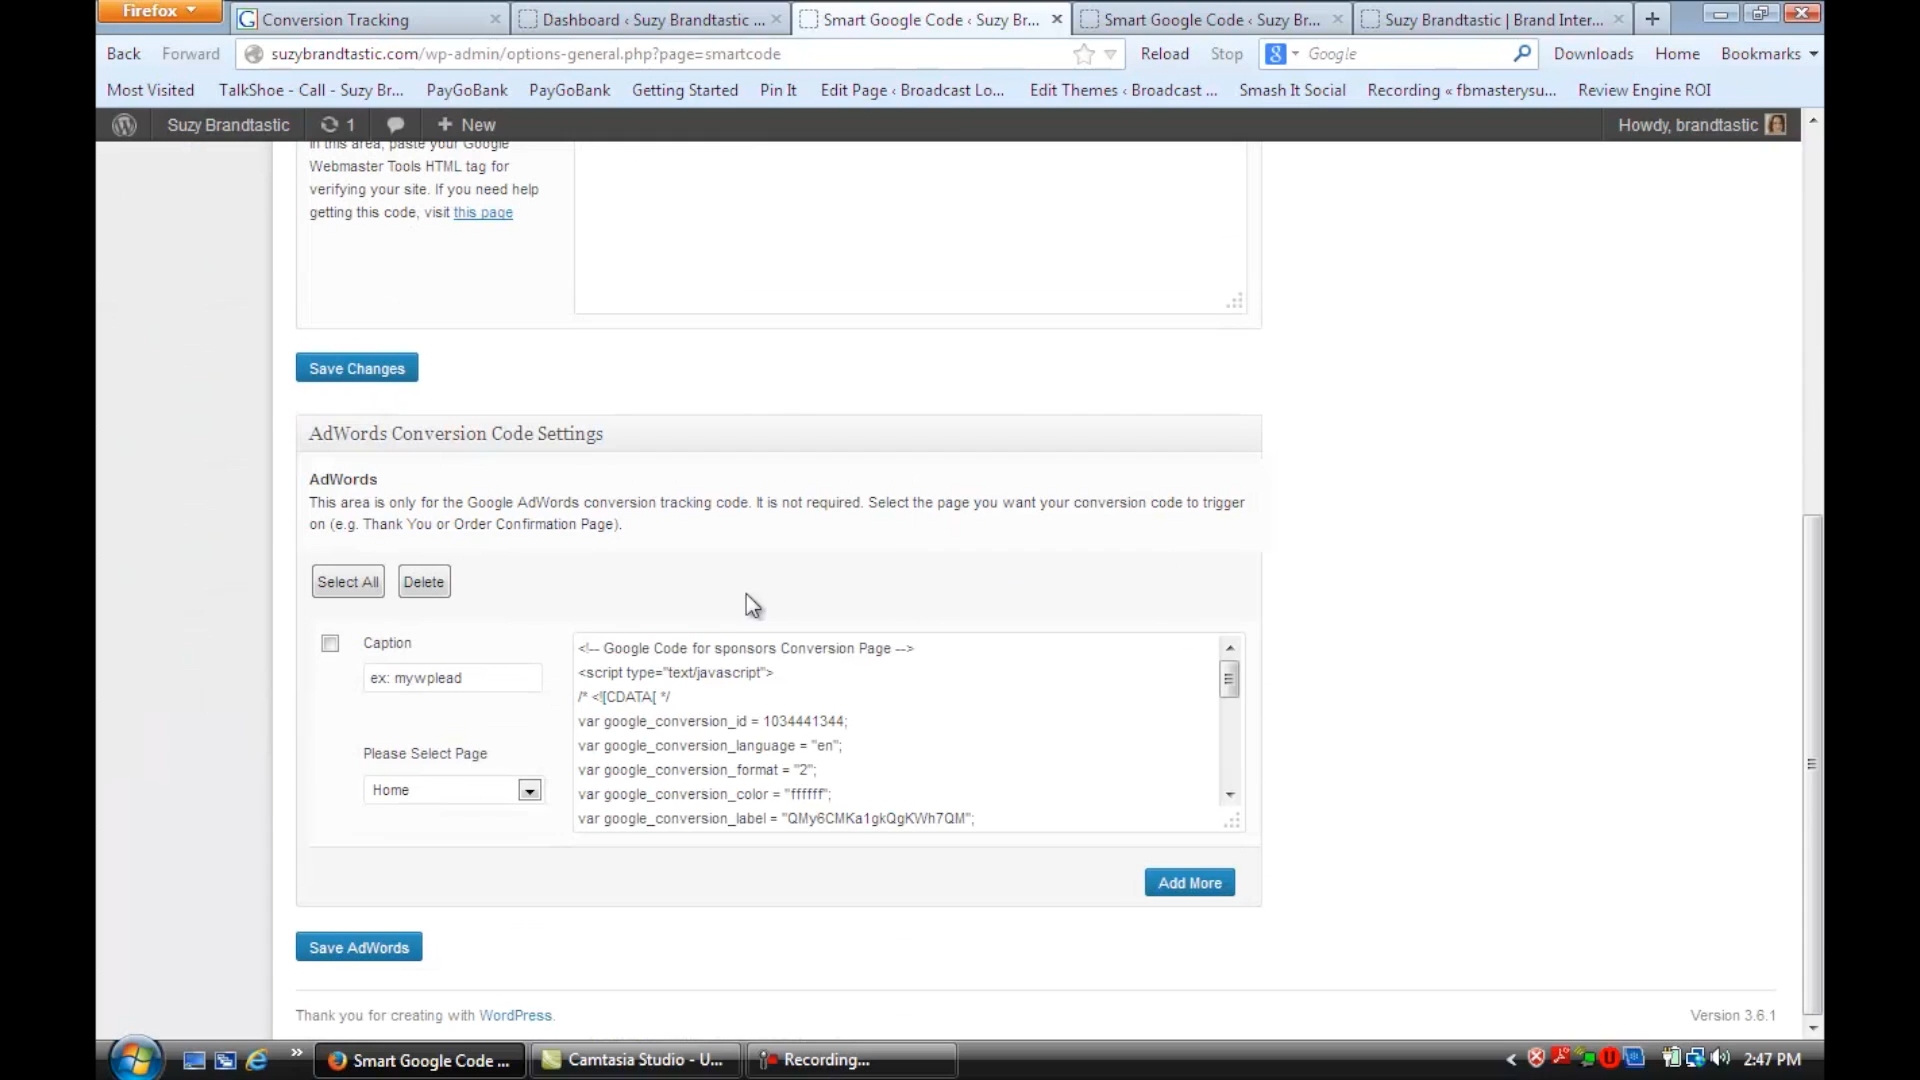 Firefox
Conversion Tracking
Dashboard ‹ Suzy Brandtastic ...
Smart Google Code ‹ Suzy Br...
Smart Google Code ‹ Suzy Br...
Suzy Brandtastic | Brand Inter...
Back
Forward
suzybrandtastic.com/wp-admin/options-general.php?page=smartcode
Reload
Stop
Google
Downloads
Home
Bookmarks
Most Visited
TalkShoe - Call - Suzy Br...
PayGoBank
PayGoBank
Getting Started
Pin It
Edit Page ‹ Broadcast Lo...
Edit Themes ‹ Broadcast ...
Smash It Social
Recording « fbmasterysu...
Review Engine ROI
Suzy Brandtastic
1
+ New
Howdy, brandtastic
In this area, paste your Google
Webmaster Tools HTML tag for
verifying your site. If you need help
getting this code, visit this page
Save Changes
AdWords Conversion Code Settings
AdWords
This area is only for the Google AdWords conversion tracking code. It is not required. Select the page you want your conversion code to trigger
on (e.g. Thank You or Order Confirmation Page).
Select All
Delete
Caption
ex: mywplead
Please Select Page
Home
<!-- Google Code for sponsors Conversion Page -->
<script type="text/javascript">
/* <![CDATA[ */
var google_conversion_id = 1034441344;
var google_conversion_language = "en";
var google_conversion_format = "2";
var google_conversion_color = "ffffff";
var google_conversion_label = "QMy6CMKa1gkQgKWh7QM";
Add More
Save AdWords
Thank you for creating with WordPress.
Version 3.6.1
Smart Google Code ...
Camtasia Studio - U...
Recording...
2:47 PM